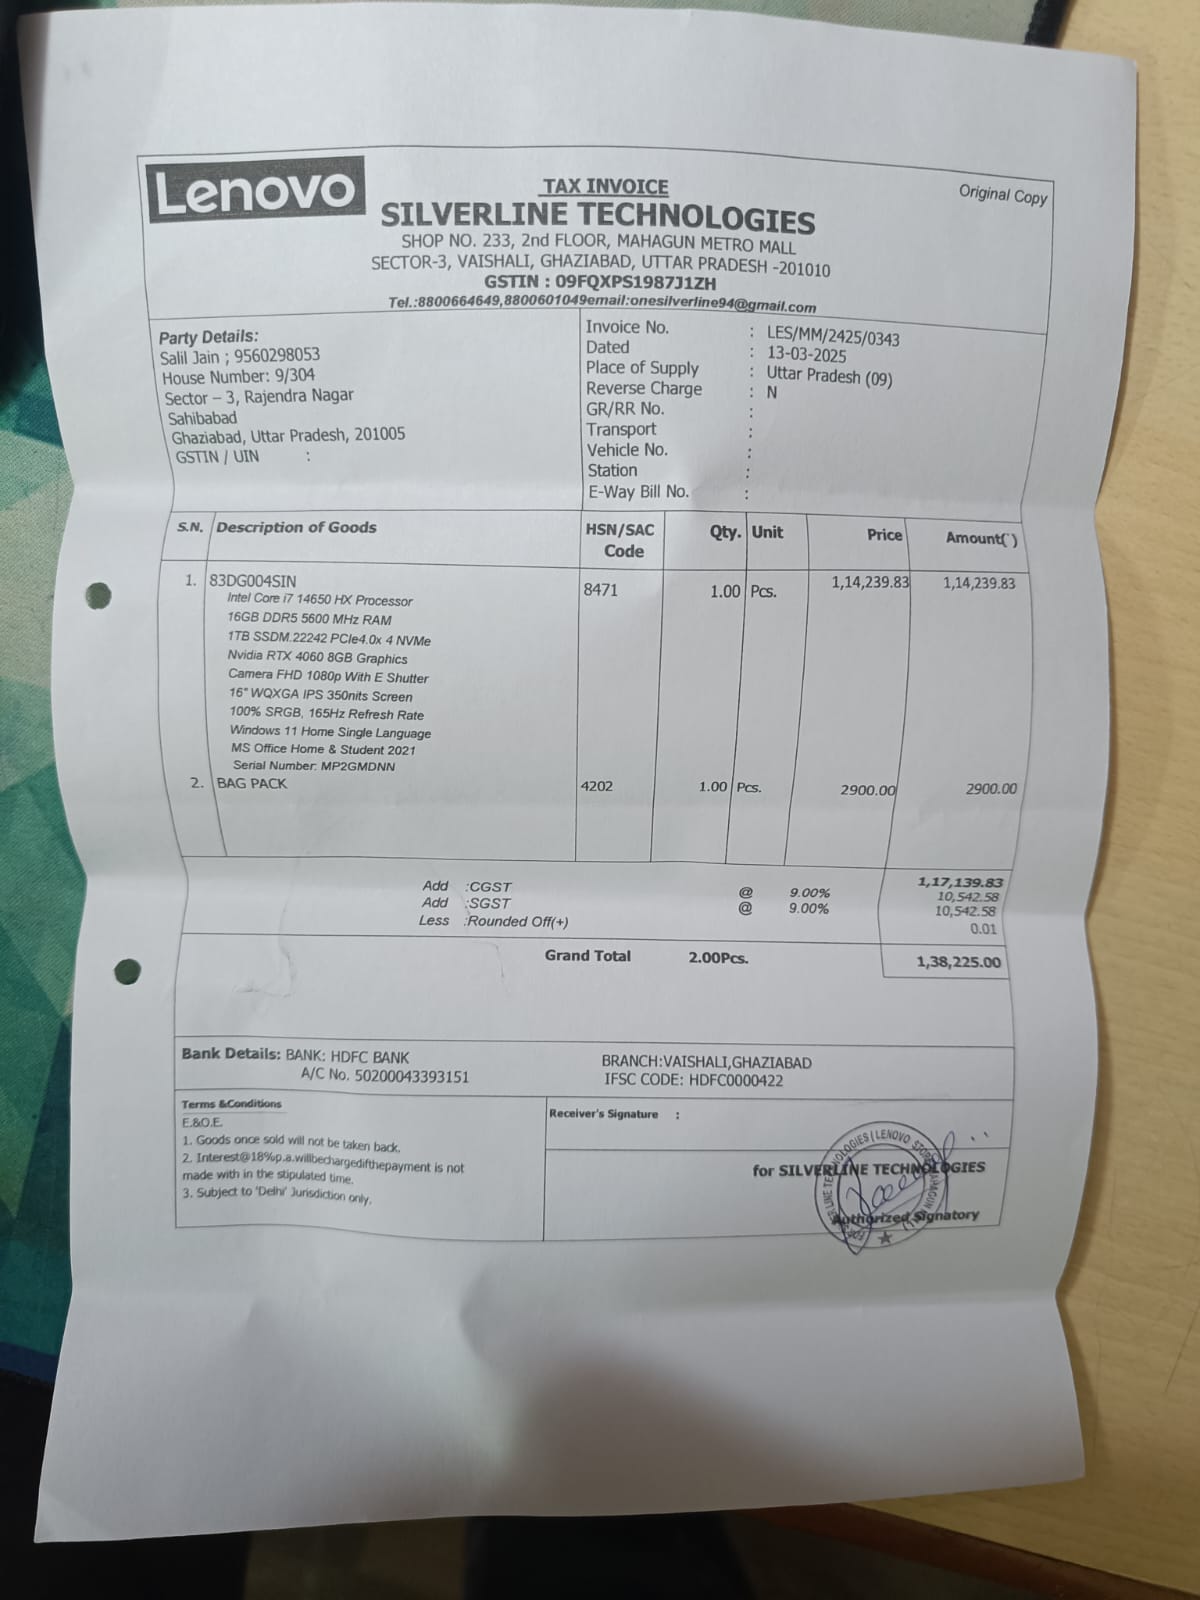 Lenovo
TAX INVOICE
Original Copy
SILVERLINE TECHNOLOGIES
SHOP NO. 233, 2nd FLOOR, MAHAGUN METRO MALL
SECTOR-3, VAISHALI, GHAZIABAD, UTTAR PRADESH -201010
GSTIN : 09FQXPS1987J1ZH
Tel.:8800664649,8800601049email:onesilverline94@gmail.com
Party Details:
Salil Jain ; 9560298053
House Number: 9/304
Sector – 3, Rajendra Nagar
Sahibabad
Ghaziabad, Uttar Pradesh, 201005
GSTIN / UIN :
Invoice No. : LES/MM/2425/0343
Dated : 13-03-2025
Place of Supply : Uttar Pradesh (09)
Reverse Charge : N
GR/RR No. :
Transport :
Vehicle No. :
Station :
E-Way Bill No. :
S.N. Description of Goods HSN/SAC Code Qty. Unit Price Amount(`)
1. 83DG004SIN 8471 1.00 Pcs. 1,14,239.83 1,14,239.83
Intel Core i7 14650 HX Processor
16GB DDR5 5600 MHz RAM
1TB SSDM.22242 PCIe4.0x 4 NVMe
Nvidia RTX 4060 8GB Graphics
Camera FHD 1080p With E Shutter
16" WQXGA IPS 350nits Screen
100% SRGB, 165Hz Refresh Rate
Windows 11 Home Single Language
MS Office Home & Student 2021
Serial Number: MP2GMDNN
2. BAG PACK 4202 1.00 Pcs. 2900.00 2900.00
1,17,139.83
Add :CGST @ 9.00% 10,542.58
Add :SGST @ 9.00% 10,542.58
Less :Rounded Off(+) 0.01
Grand Total 2.00Pcs. 1,38,225.00
Bank Details: BANK: HDFC BANK BRANCH:VAISHALI,GHAZIABAD
A/C No. 50200043393151 IFSC CODE: HDFC0000422
Terms &Conditions
E.&O.E.
1. Goods once sold will not be taken back.
2. Interest@18%p.a.willbechargedifthepayment is not
made with in the stipulated time.
3. Subject to 'Delhi' Jurisdiction only.
Receiver's Signature :
for SILVERLINE TECHNOLOGIES
Authorized Signatory